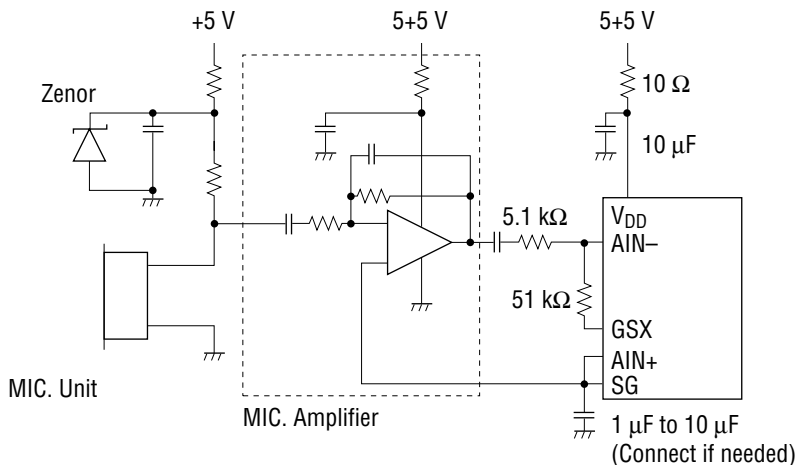 +5 V
5+5 V
5+5 V
Zenor
10 Ω
10 μF
5.1 kΩ
VDD
AIN–
51 kΩ
GSX
AIN+
SG
MIC. Unit
MIC. Amplifier
1 μF to 10 μF
(Connect if needed)